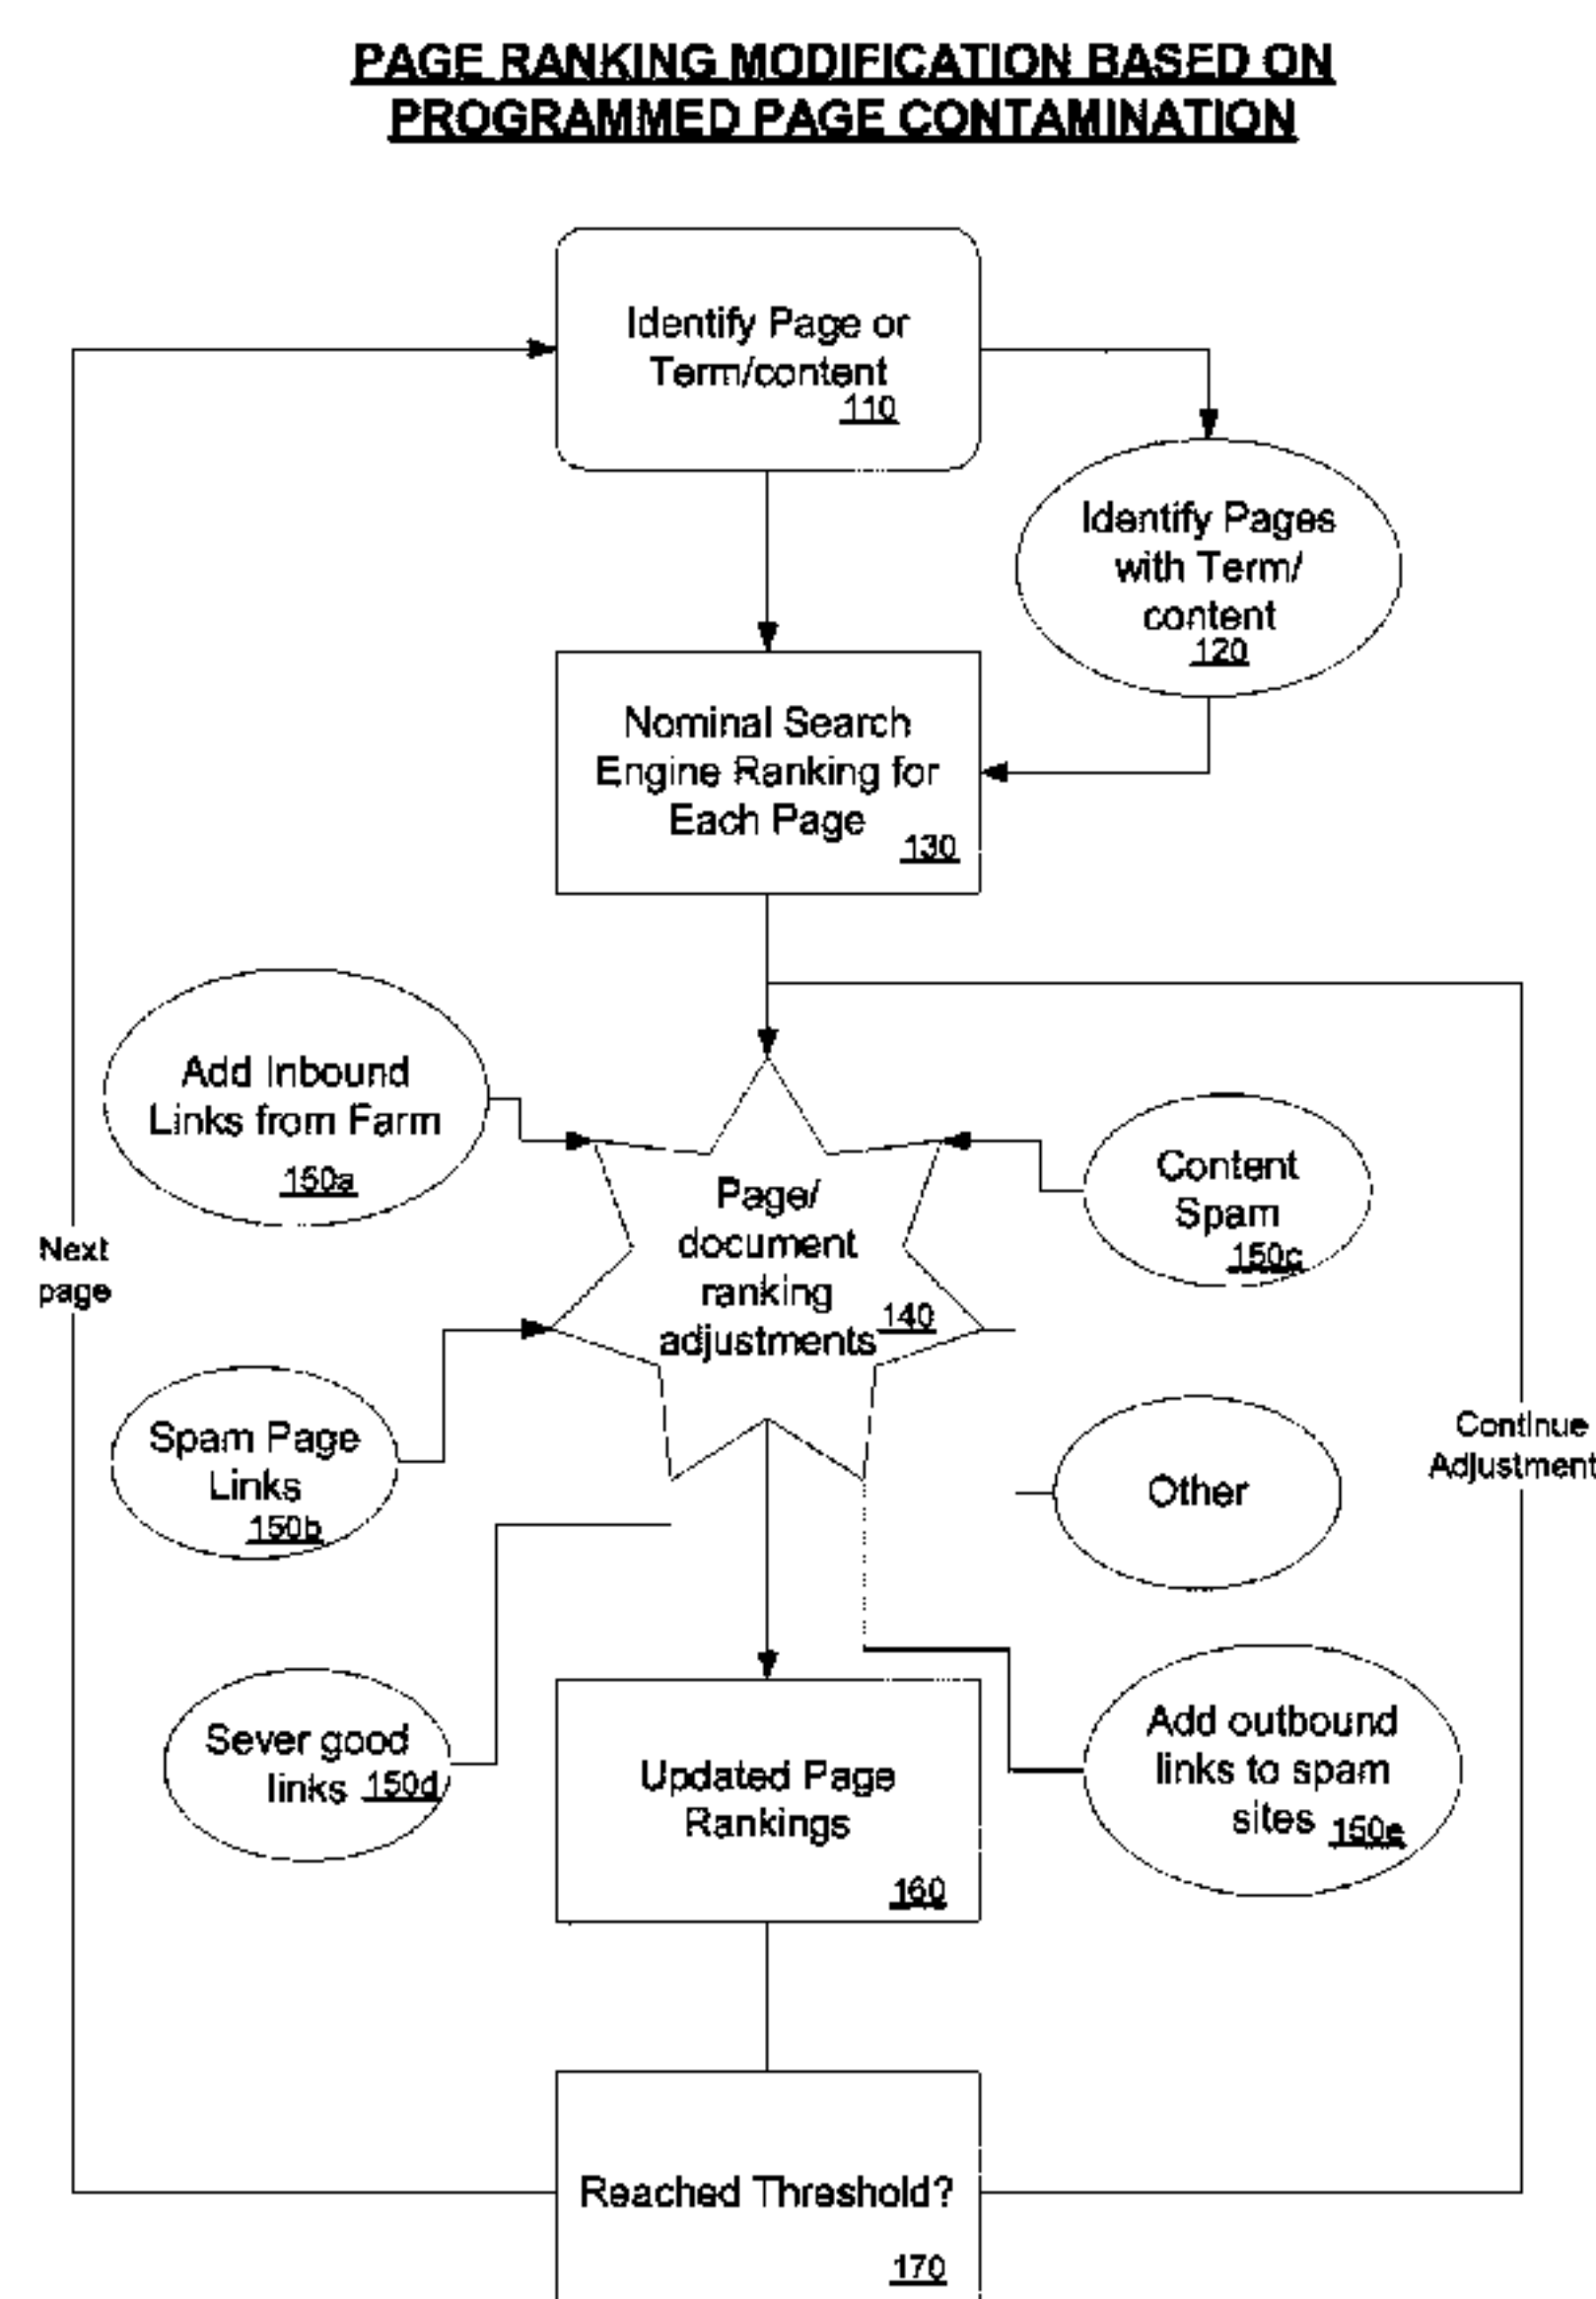 PAGE RANKING MODIFICATION BASED ON
PROGRAMMED PAGE CONTAMINATION
Identify Page or
Term/content
110
Identify Pages
with Term/
content
120
Nominal Search
Engine Ranking for
Each Page
130
Add Inbound
Links from Farm
150a
Content
Spam
150c
Page/
document
ranking
adjustments
140
Next
page
Spam Page
Links
150b
Other
Continue
Adjustment
Sever good
links
150d
Updated Page
Rankings
160
Add outbound
links to spam
sites
150e
Reached Threshold?
170